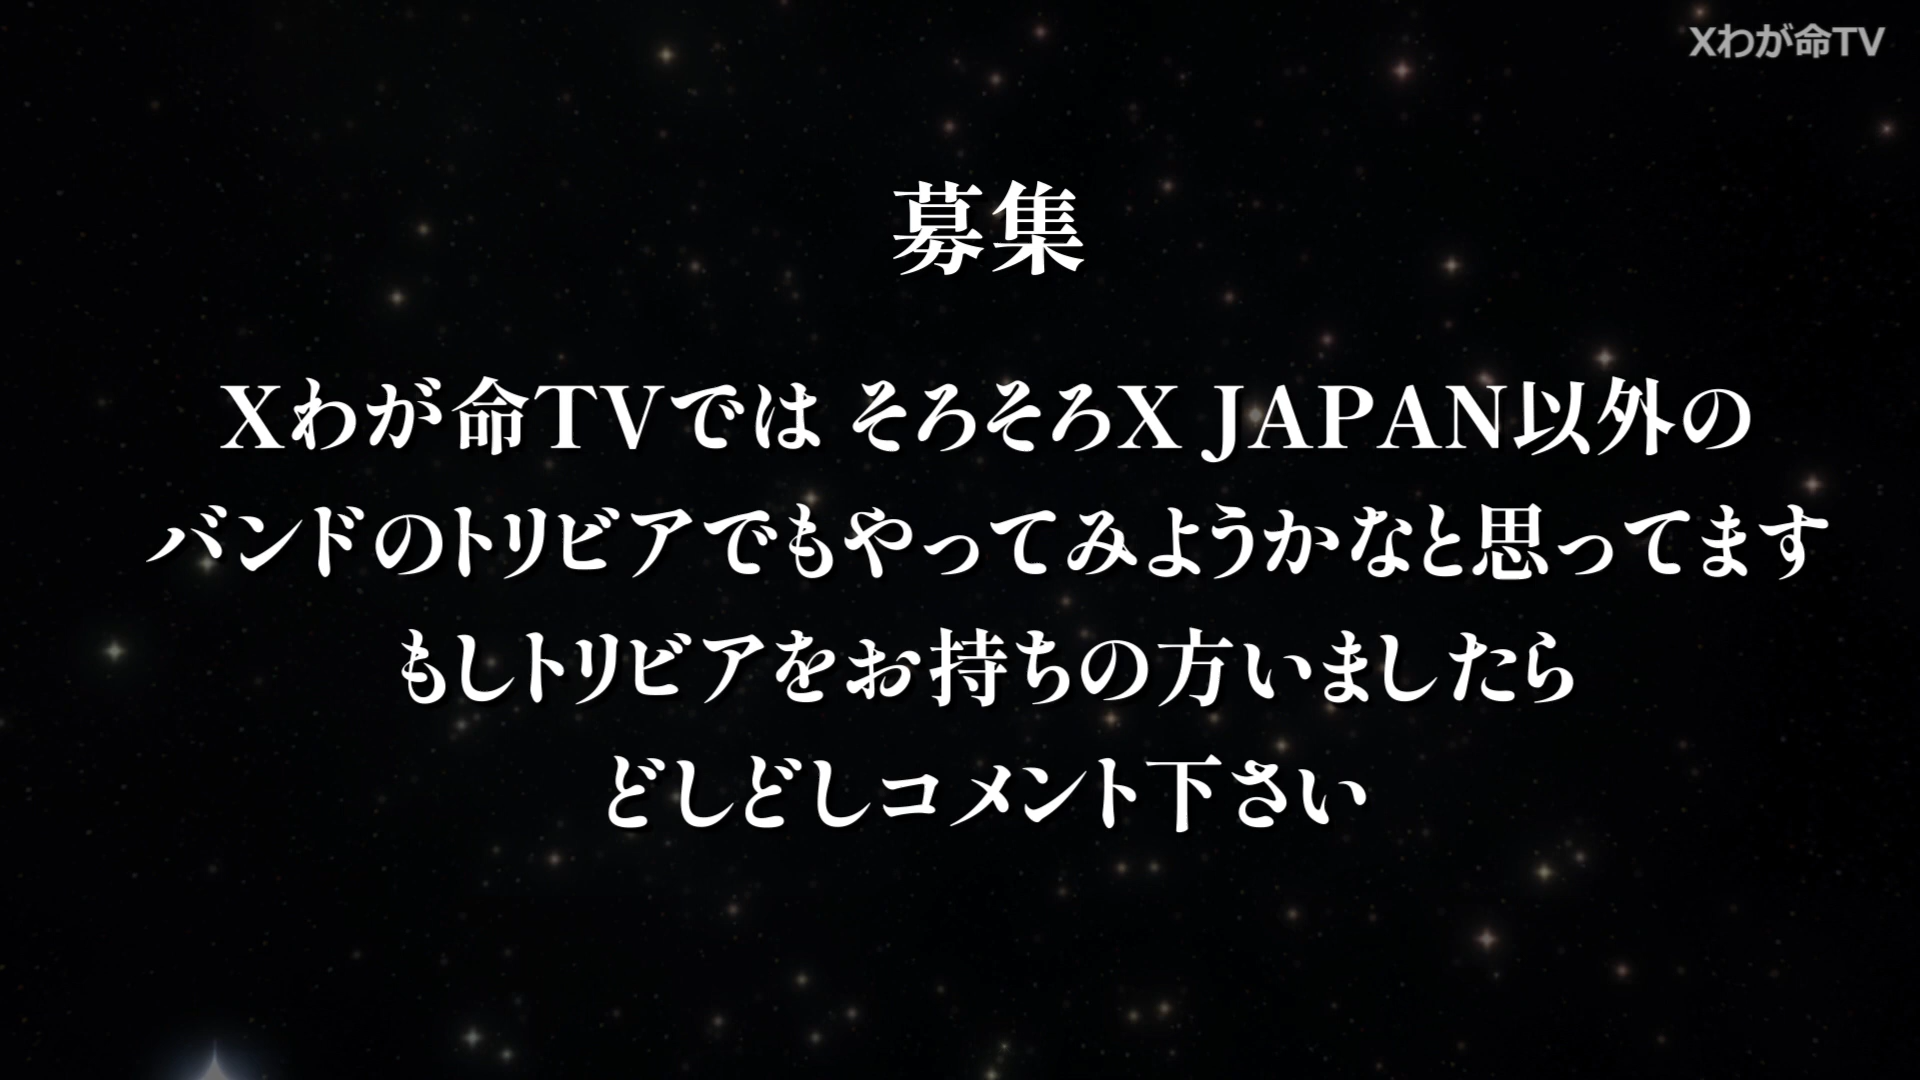 Xわが命TV
募集
Xわが命TVでは そろそろX JAPAN以外の
バンドのトリビアでもやってみようかなと思ってます
もしトリビアをお持ちの方いましたら
どしどしコメント下さい